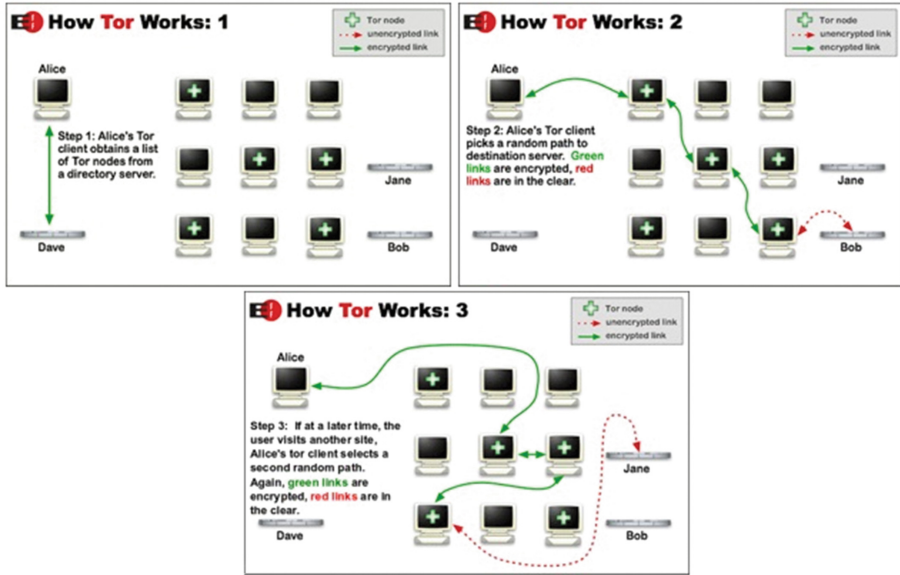 How Tor Works: 1
Tor node
unencrypted link
encrypted link
Alice
Step 1: Alice's Tor
client obtains a list
of Tor nodes from
a directory server.
Jane
Dave
Bob
How Tor Works: 2
Tor node
unencrypted link
encrypted link
Alice
Step 2: Alice's Tor client
picks a random path to
destination server. Green
links are encrypted, red
links are in the clear.
Jane
Dave
Bob
How Tor Works: 3
Tor node
unencrypted link
encrypted link
Alice
Step 3: If at a later time, the
user visits another site,
Alice's tor client selects a
second random path.
Again, green links are
encrypted, red links are in
the clear.
Jane
Dave
Bob